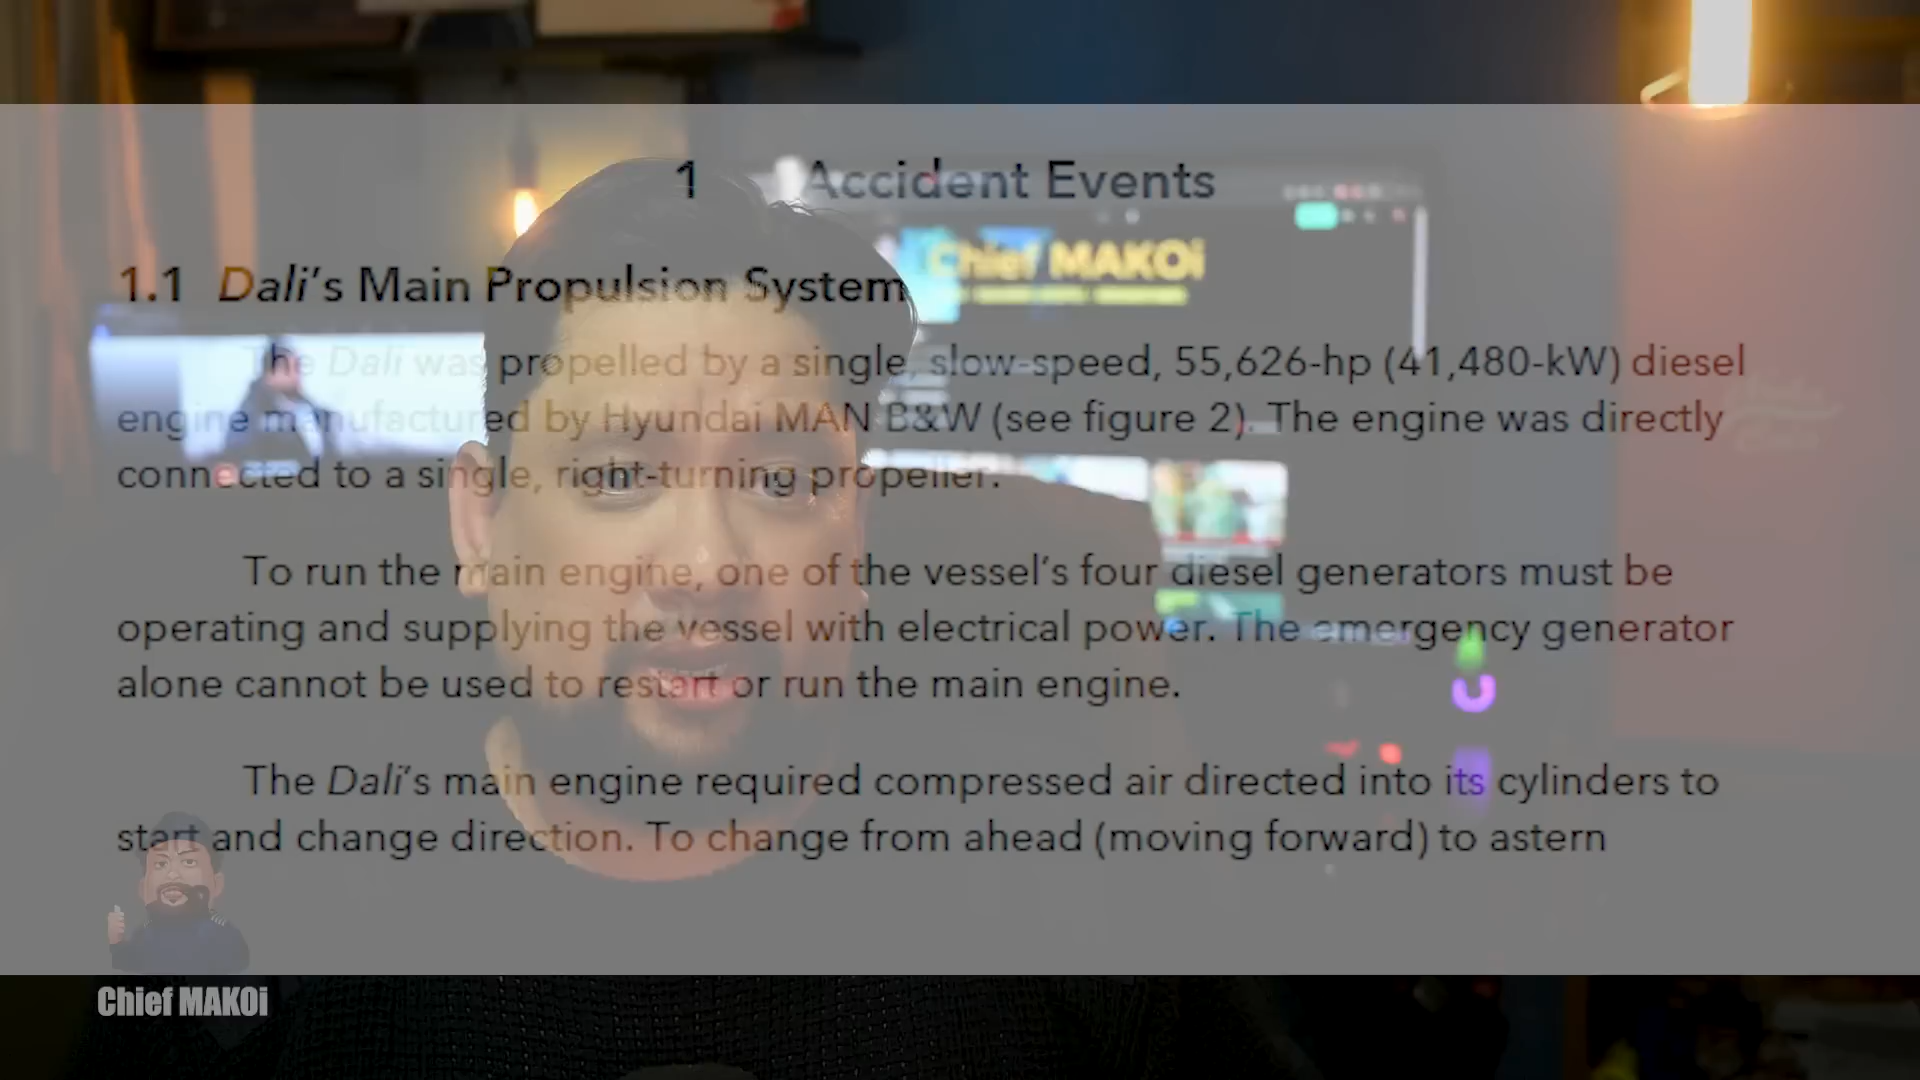 1 Accident Events
Chief MAKOi
1.1 Dali's Main Propulsion System
The Dali was propelled by a single, slow-speed, 55,626-hp (41,480-kW) diesel
engine manufactured by Hyundai MAN B&W (see figure 2). The engine was directly
connected to a single, right-turning propeller.
To run the main engine, one of the vessel's four diesel generators must be
operating and supplying the vessel with electrical power. The emergency generator
alone cannot be used to restart or run the main engine.
The Dali's main engine required compressed air directed into its cylinders to
start and change direction. To change from ahead (moving forward) to astern
Chief MAKOi